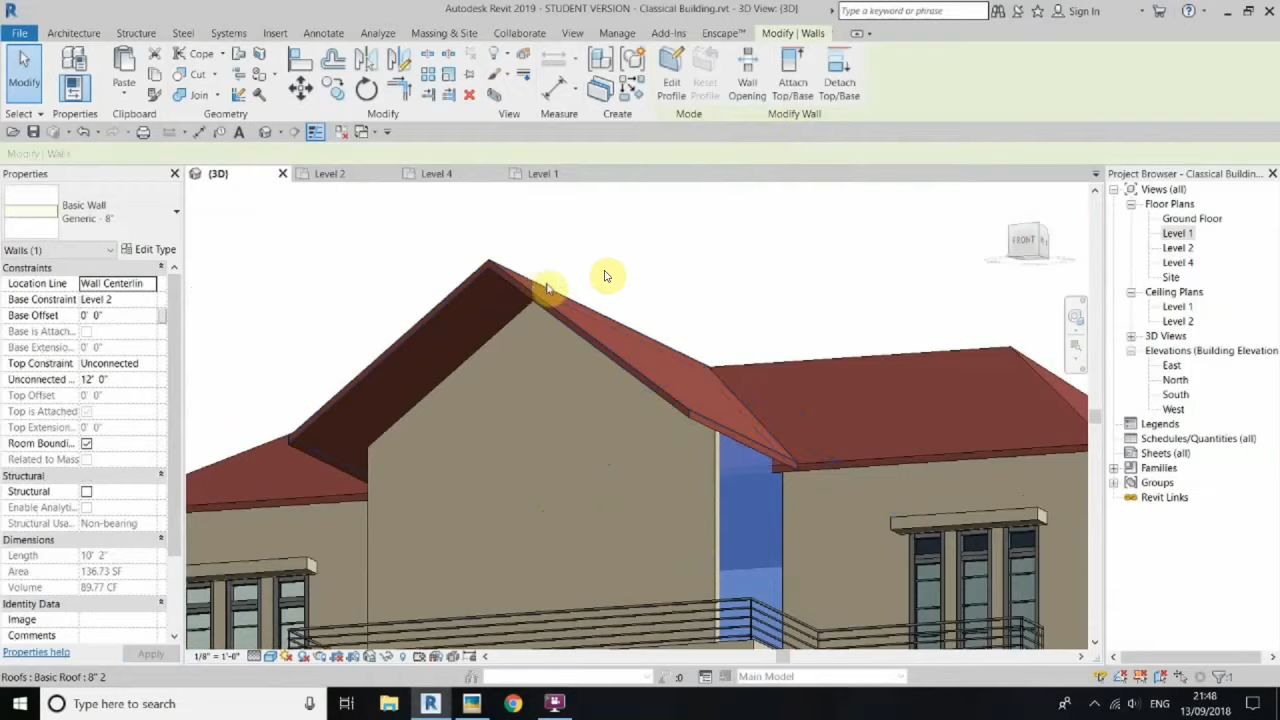 Autodesk Revit 2019 - STUDENT VERSION - Classical Building.rvt - 3D View: {3D}
Type a keyword or phrase
Sign In
File Architecture Structure Steel Systems Insert Annotate Analyze Massing & Site Collaborate View Manage Add-Ins Enscape™ Modify | Walls
Modify
Paste
Cope
Cut
Join
Edit Profile
Reset Profile
Wall Opening
Attach Top/Base
Detach Top/Base
Select Properties Clipboard Geometry Modify View Measure Create Mode Modify Wall
Modify | Walls
Properties
{3D}
Level 2
Level 4
Level 1
Project Browser - Classical Buildin...
Basic Wall
Generic - 8"
Walls (1)
Edit Type
Constraints
Location Line Wall Centerlin
Base Constraint Level 2
Base Offset 0' 0"
Base is Attach...
Base Extensio...
Top Constraint Unconnected
Unconnected ... 12' 0"
Top Offset 0' 0"
Top is Attached
Top Extension... 0' 0"
Room Boundi...
Related to Mass
Structural
Structural
Enable Analyti...
Structural Usa... Non-bearing
Dimensions
Length 10' 2"
Area 136.73 SF
Volume 89.77 CF
Identity Data
Image
Comments
Properties help
Apply
FRONT
Views (all)
Floor Plans
Ground Floor
Level 1
Level 2
Level 4
Site
Ceiling Plans
Level 1
Level 2
3D Views
Elevations (Building Elevation
East
North
South
West
Legends
Schedules/Quantities (all)
Sheets (all)
Families
Groups
Revit Links
1/8" = 1'-0"
Roofs : Basic Roof : 8" 2
:0
Main Model
:1
Type here to search
ENG
21:48
13/09/2018